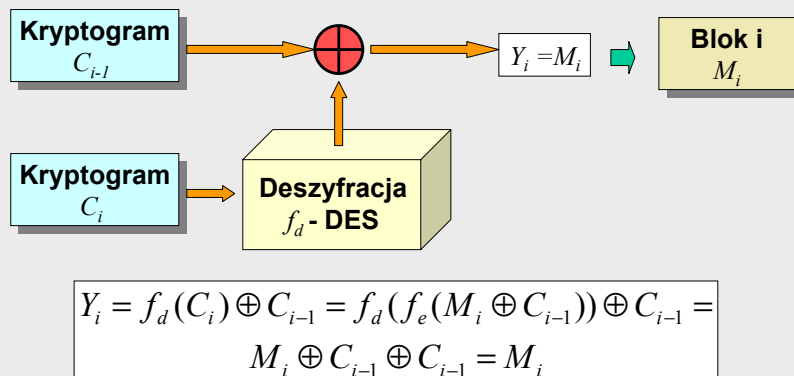 Kryptogram
C_{i-1}
Y_i = M_i
Blok i
M_i
Kryptogram
C_i
Deszyfracja
f_d - DES
Y_i = f_d(C_i) ⊕ C_{i-1} = f_d(f_e(M_i ⊕ C_{i-1})) ⊕ C_{i-1} =
M_i ⊕ C_{i-1} ⊕ C_{i-1} = M_i